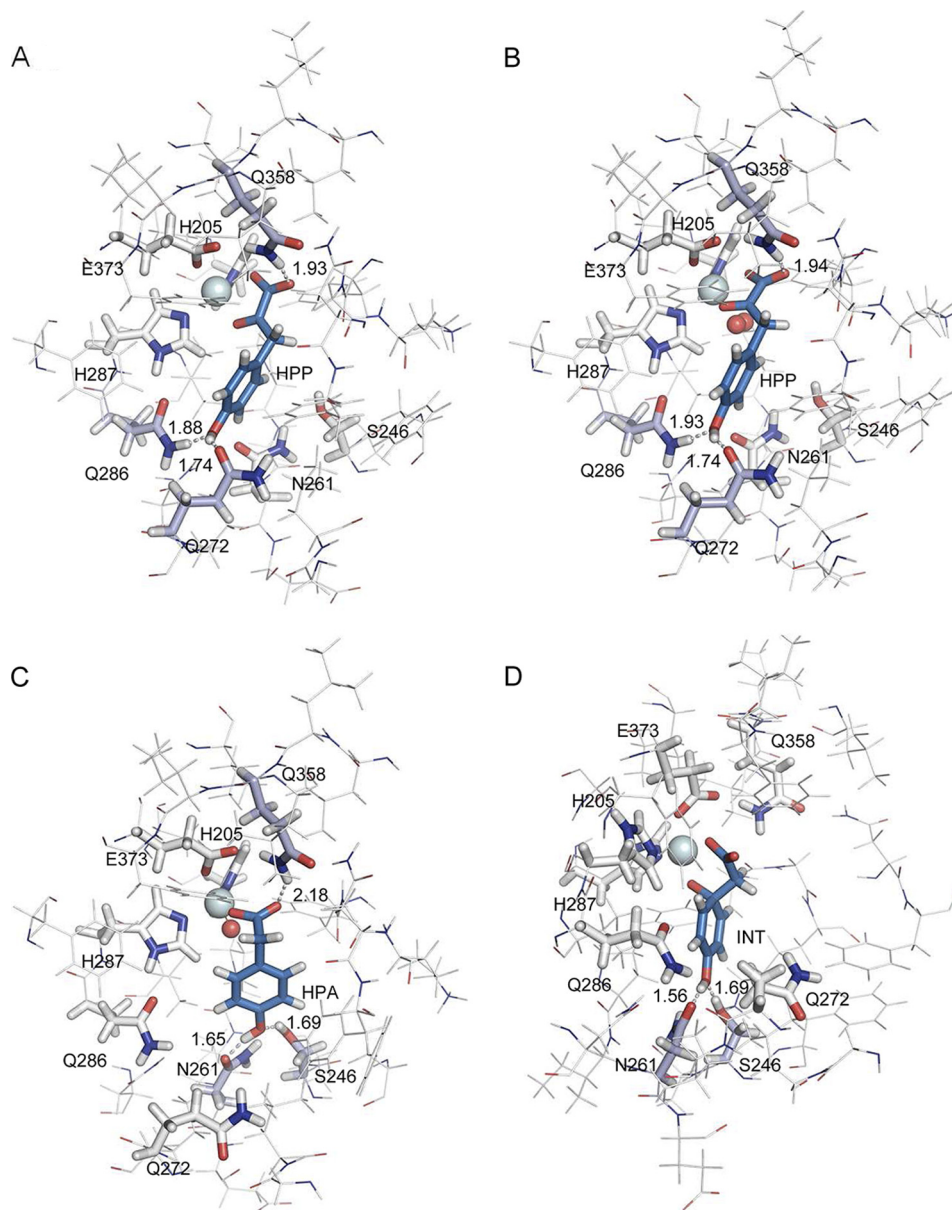 A
Q358
H205
E373
1.93
H287
HPP
1.88
Q286
1.74
N261
S246
Q272
B
Q358
H205
E373
1.94
H287
HPP
1.93
Q286
1.74
N261
S246
Q272
C
Q358
H205
E373
2.18
H287
HPA
1.69
1.65
Q286
N261
S246
Q272
D
E373
Q358
H205
H287
INT
Q286
1.56
1.69
Q272
N261
S246